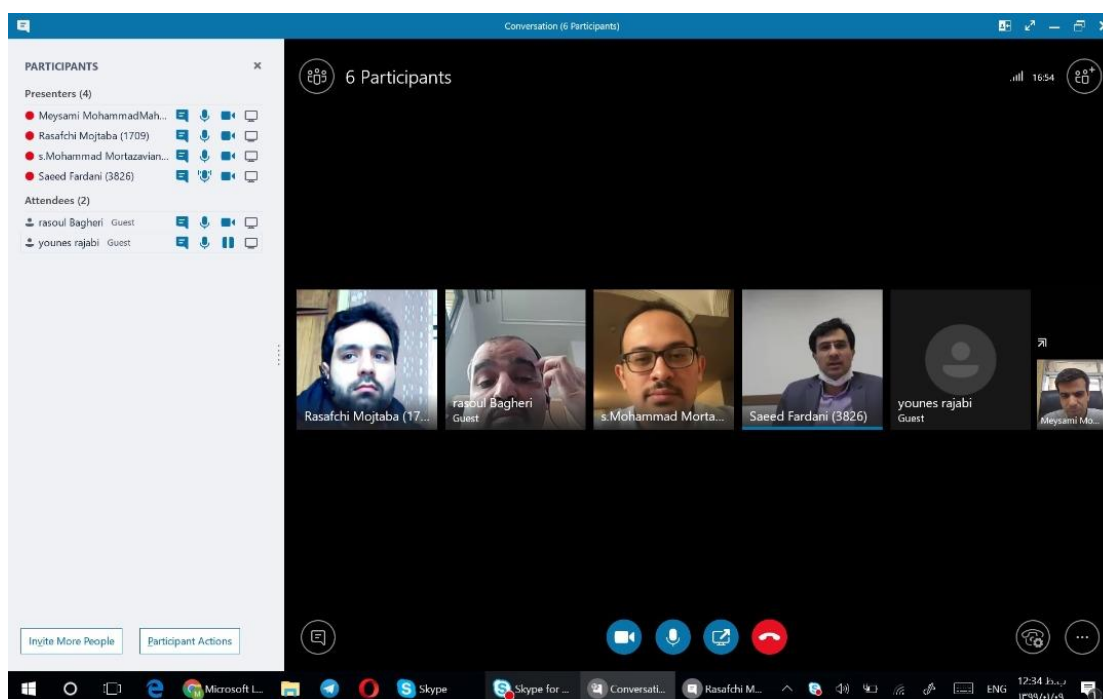 Conversation (6 Participants)
PARTICIPANTS
6 Participants
16:54
Presenters (4)
Meysami MohammadMah...
Rasafchi Mojtaba (1709)
s.Mohammad Mortazavian...
Saeed Fardani (3826)
Attendees (2)
rasoul Bagheri Guest
younes rajabi Guest
Rasafchi Mojtaba (17...
rasoul Bagheri
Guest
s.Mohammad Morta...
Saeed Fardani (3826)
younes rajabi
Guest
Meysami Mo...
Invite More People
Participant Actions
Microsoft L...
Skype
Skype for ...
Conversati...
Rasafchi M...
ENG
12:34 ب.ظ